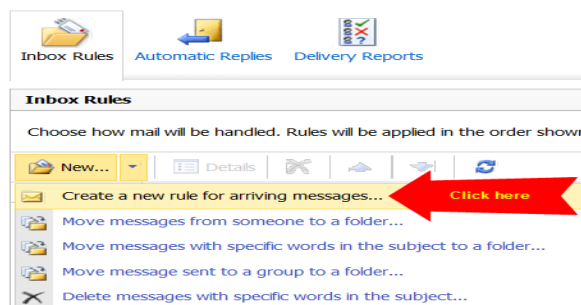 Inbox Rules Automatic Replies Delivery Reports
Inbox Rules
Choose how mail will be handled. Rules will be applied in the order shown
New... Details
Create a new rule for arriving messages... Click here
Move messages from someone to a folder...
Move messages with specific words in the subject to a folder...
Move message sent to a group to a folder...
Delete messages with specific words in the subject...